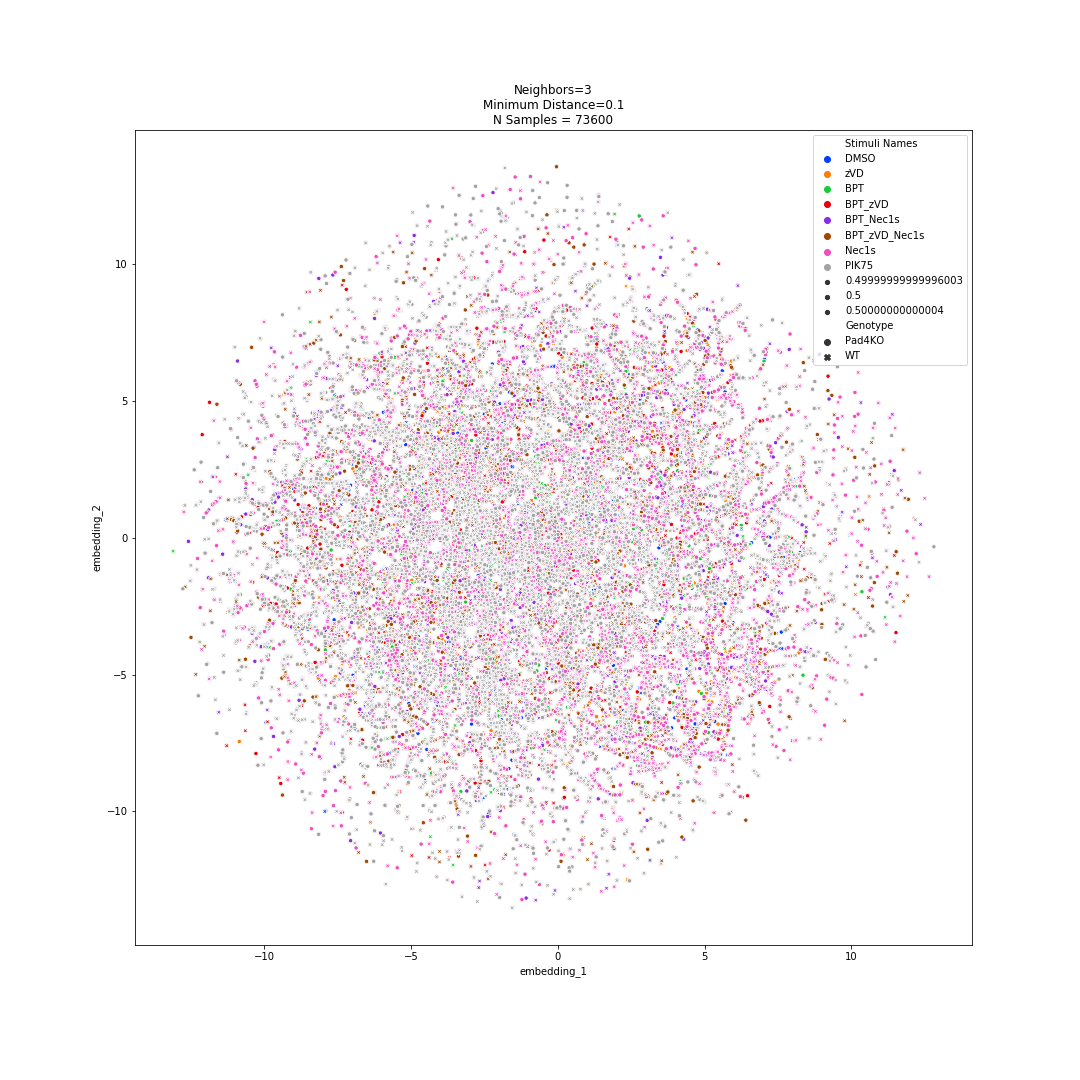 Neighbors=3
Minimum Distance=0.1
N Samples = 73600
Stimuli Names
DMSO
zVD
BPT
BPT_zVD
BPT_Nec1s
BPT_zVD_Nec1s
Nec1s
PIK75
0.49999999999996003
0.5
0.50000000000004
Genotype
Pad4KO
WT
10
5
0
−5
−10
embedding_2
−10
−5
0
5
10
embedding_1